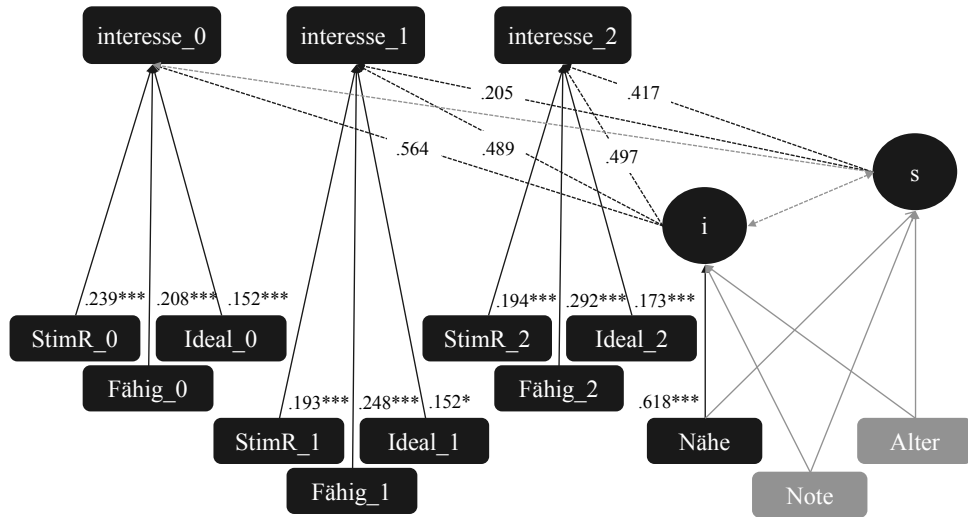 interesse_0
interesse_1
interesse_2
.205
.417
.564
.489
.497
s
i
.239***
.208***
.152***
.194***
.292***
.173***
StimR_0
Ideal_0
StimR_2
Ideal_2
Fähig_0
Fähig_2
.193***
.248***
.152*
.618***
StimR_1
Ideal_1
Nähe
Alter
Fähig_1
Note